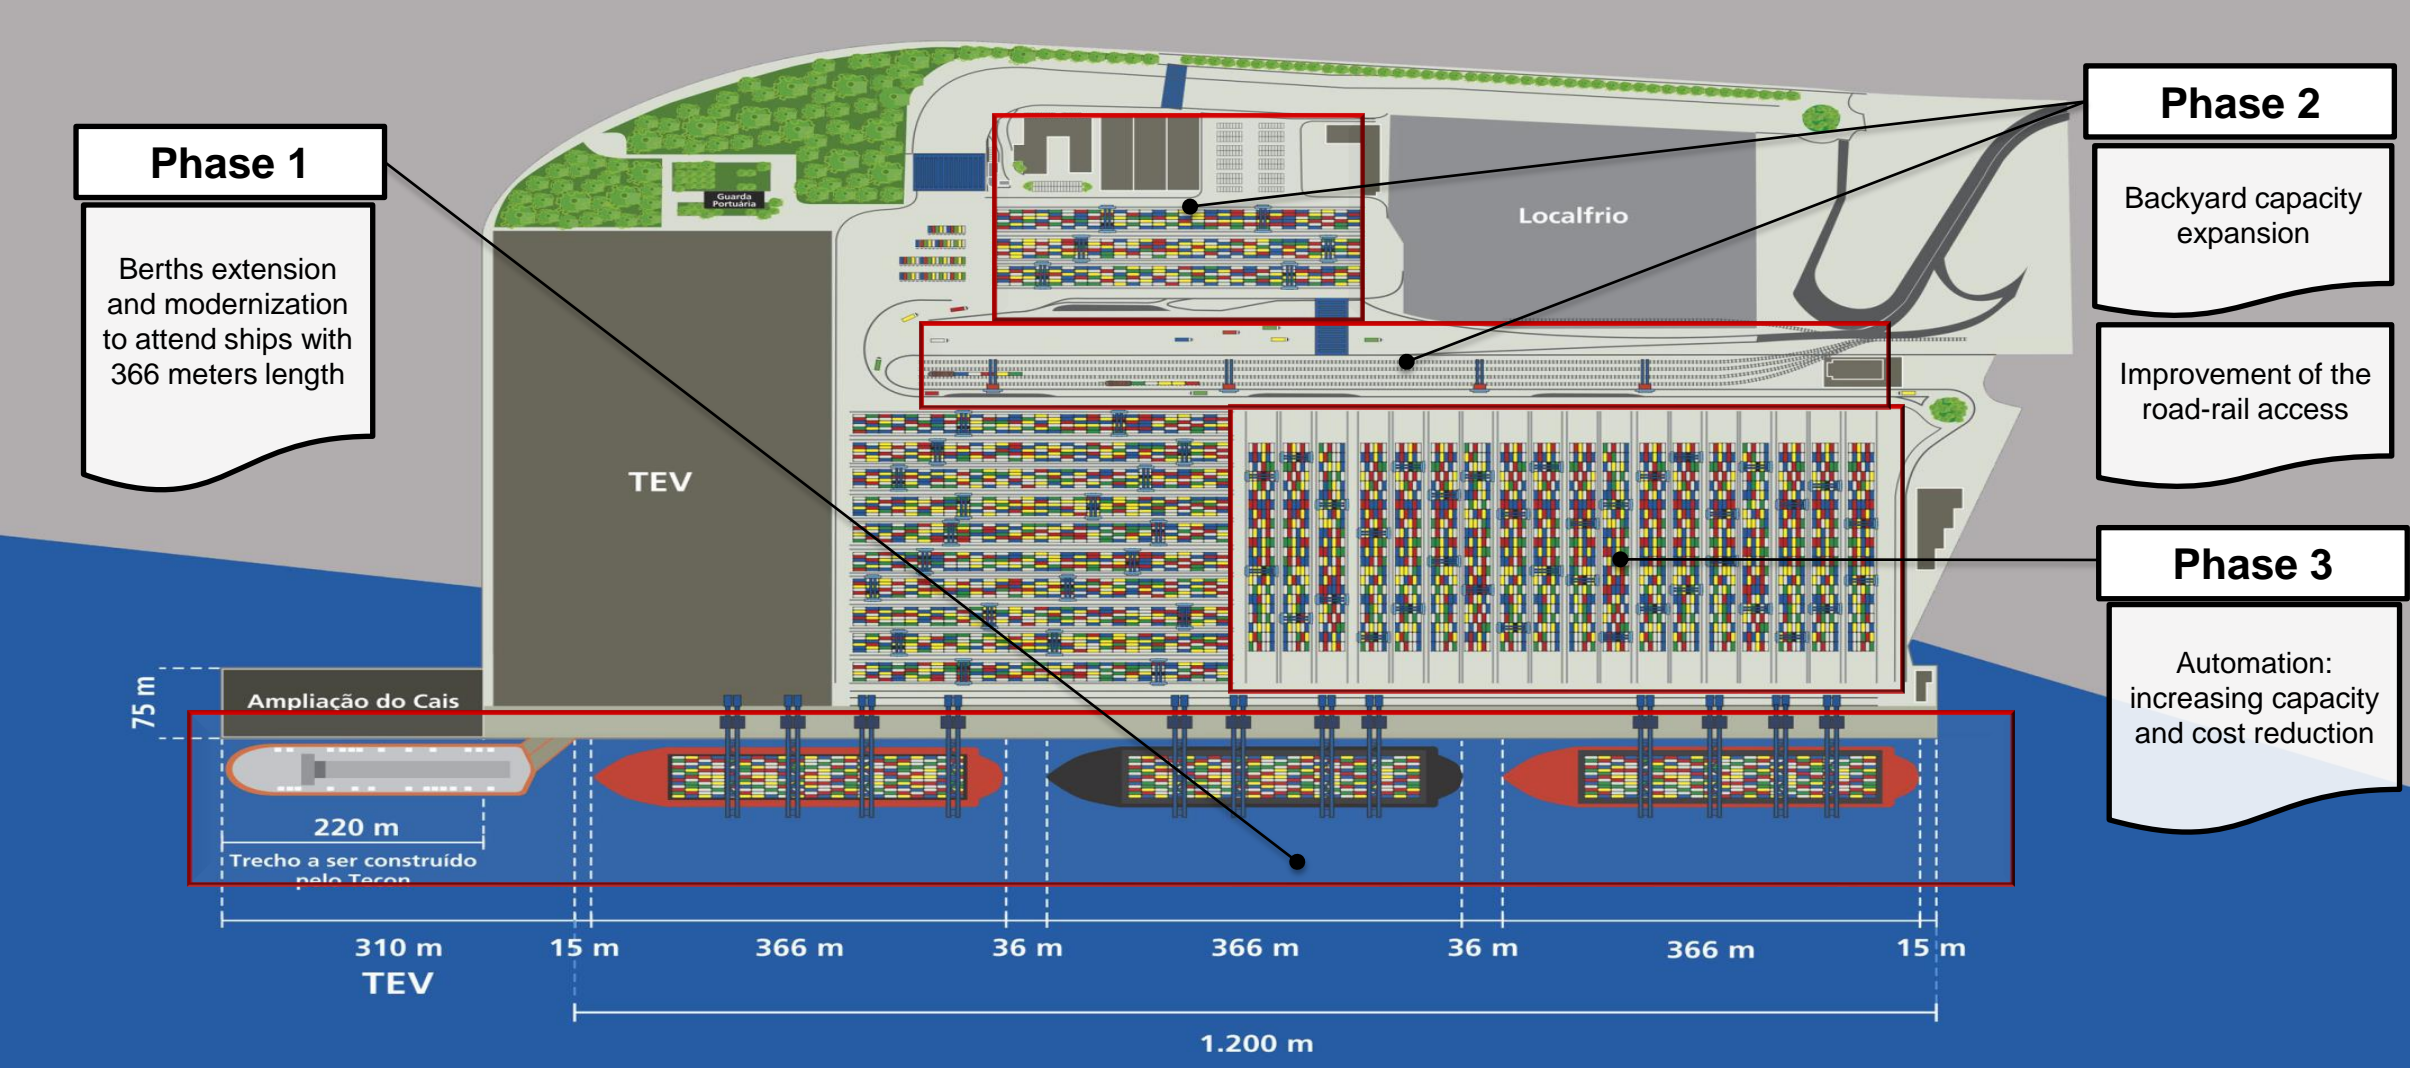 Phase 1
Berths extension
and modernization
to attend ships with
366 meters length
Guarda
Portuária
Localfrio
TEV
Phase 2
Backyard capacity
expansion
Improvement of the
road-rail access
Phase 3
Automation:
increasing capacity
and cost reduction
75 m
Ampliação do Cais
220 m
Trecho a ser construído
pelo Tecon
310 m
TEV
15 m
366 m
36 m
366 m
36 m
366 m
15 m
1.200 m